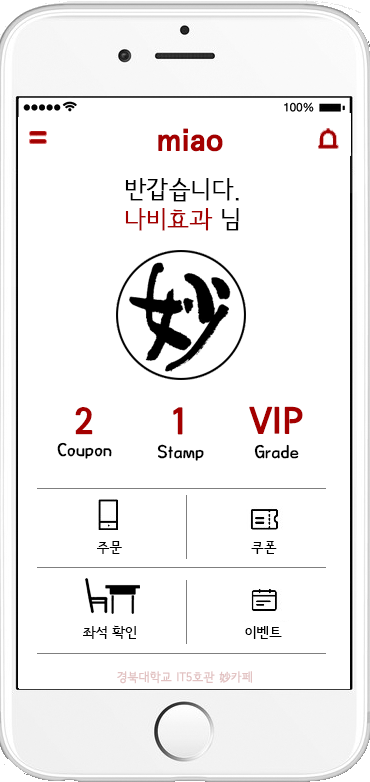 100%
miao
반갑습니다.
나비효과 님
妙
2 1 VIP
Coupon Stamp Grade
주문 쿠폰
좌석 확인 이벤트
경북대학교 IT5호관 妙카페